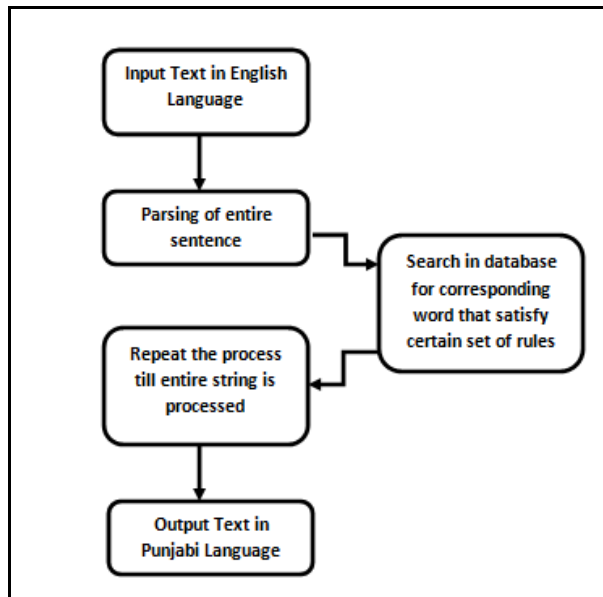 Input Text in English
Language
Parsing of entire
sentence
Search in database
for corresponding
word that satisfy
certain set of rules
Repeat the process
till entire string is
processed
Output Text in
Punjabi Language